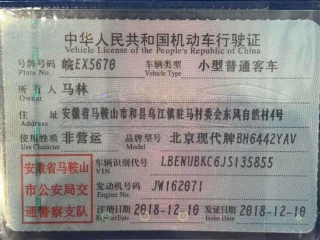 中华人民共和国机动车行驶证
Vehicle License of the People's Republic of China
号牌号码 皖EX5670 车辆类型 小型普通客车
Plate No. Vehicle Type
所有人 马林
Owner
住址 安徽省马鞍山市和县乌江镇驻马村委会东风自然村4号
Address
使用性质 非营运 品牌型号 北京现代牌BH6442YAV
Use Character Model
安徽省马鞍山
市公安局交
通警察支队
车辆识别代号 LBENUBKC6JS135855
VIN
发动机号码 JW162071
Engine No.
注册日期 2018-12-10 发证日期 2018-12-10
Register Date Issue Date